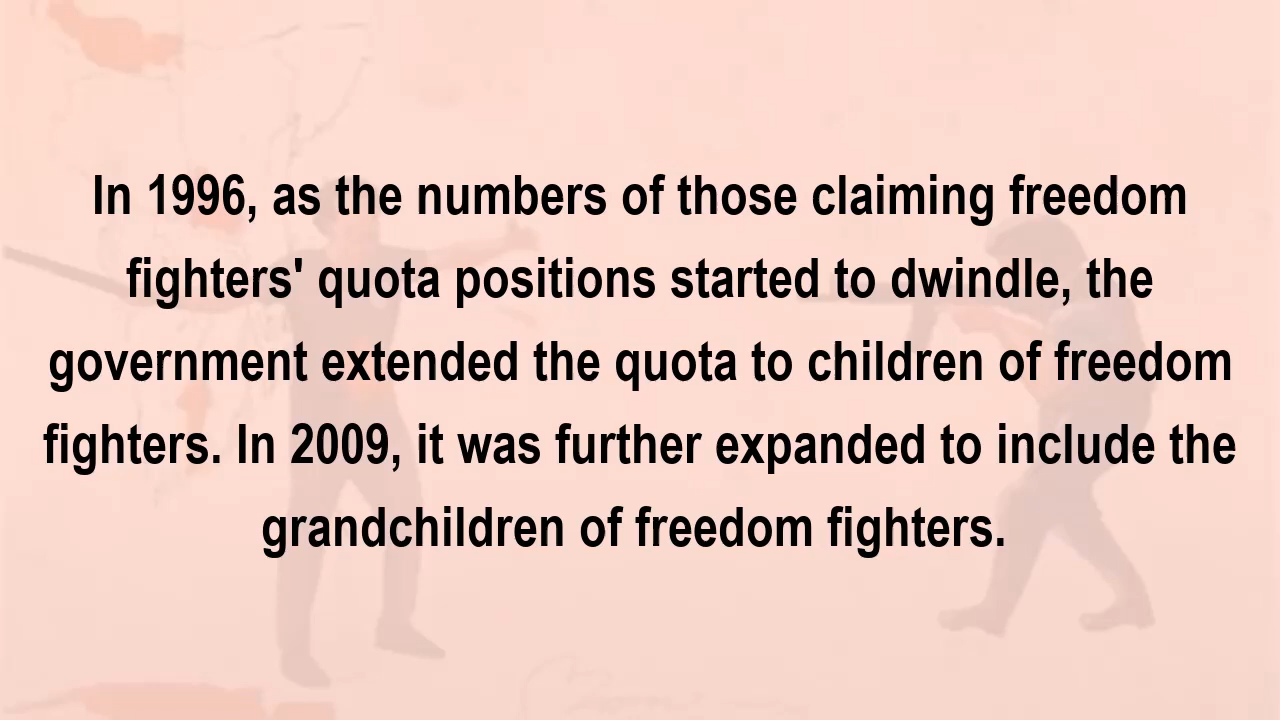 In 1996, as the numbers of those claiming freedom
fighters' quota positions started to dwindle, the
government extended the quota to children of freedom
fighters. In 2009, it was further expanded to include the
grandchildren of freedom fighters.